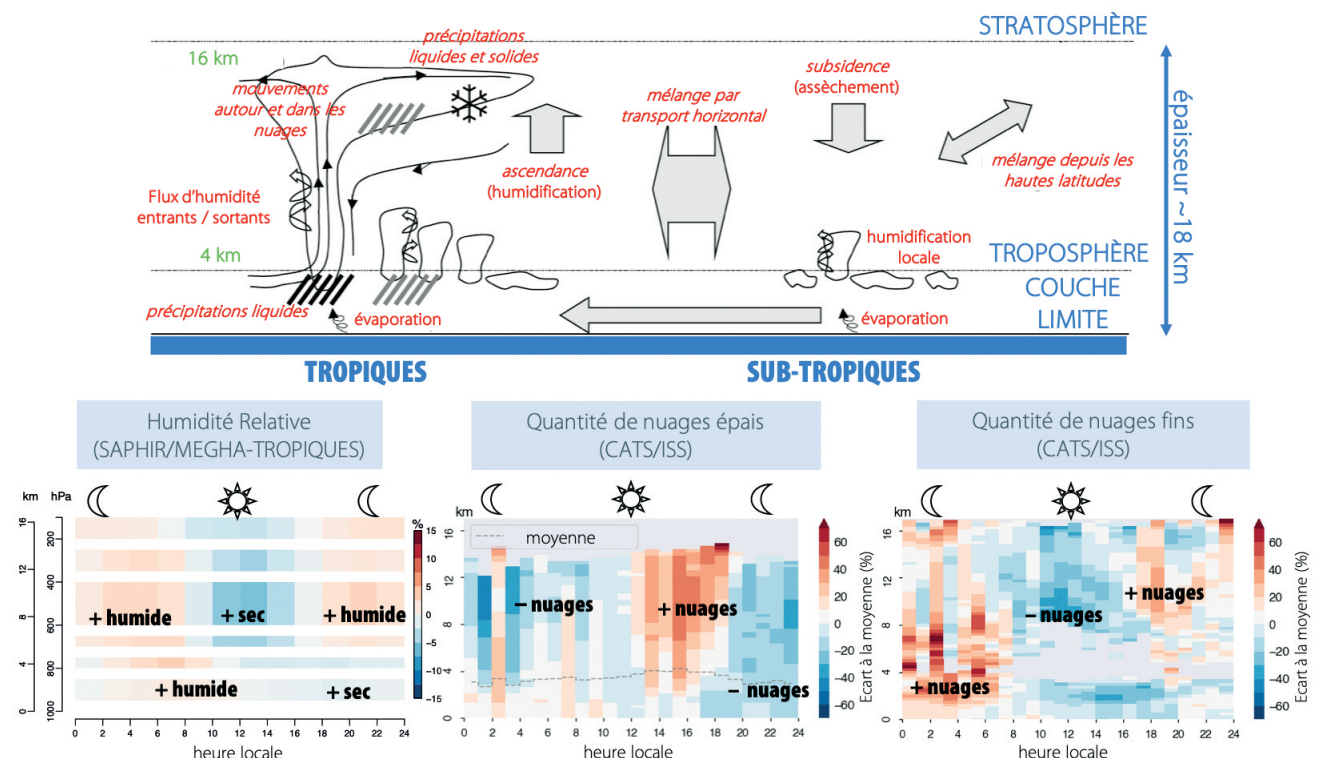 STRATOSPHÈRE
16 km
précipitations
liquides et solides
mouvements
autour et dans les
nuages
subsidence
(assèchement)
mélange par
transport horizontal
ascendance
(humidification)
mélange depuis les
hautes latitudes
épaisseur ~18 km
Flux d'humidité
entrants / sortants
4 km
humidification
locale
TROPOSPHÈRE
COUCHE
LIMITE
précipitations liquides
évaporation
évaporation
TROPIQUES
SUB-TROPIQUES
Humidité Relative
(SAPHIR/MEGHA-TROPIQUES)
km
hPa
16
12
8
4
0
200
400
600
800
1000
+ humide
+ sec
+ humide
+ humide
+ sec
0 2 4 6 8 10 12 14 16 18 20 22 24
heure locale
%
15
10
5
0
−5
−10
−15
Quantité de nuages épais
(CATS/ISS)
km
16
12
8
4
0
moyenne
− nuages
+ nuages
− nuages
0 2 4 6 8 10 12 14 16 18 20 22 24
heure locale
60
40
20
0
−20
−40
−60
Ecart à la moyenne (%)
Quantité de nuages fins
(CATS/ISS)
km
16
12
8
4
0
− nuages
+ nuages
+ nuages
0 2 4 6 8 10 12 14 16 18 20 22 24
heure locale
60
40
20
0
−20
−40
−60
Ecart à la moyenne (%)